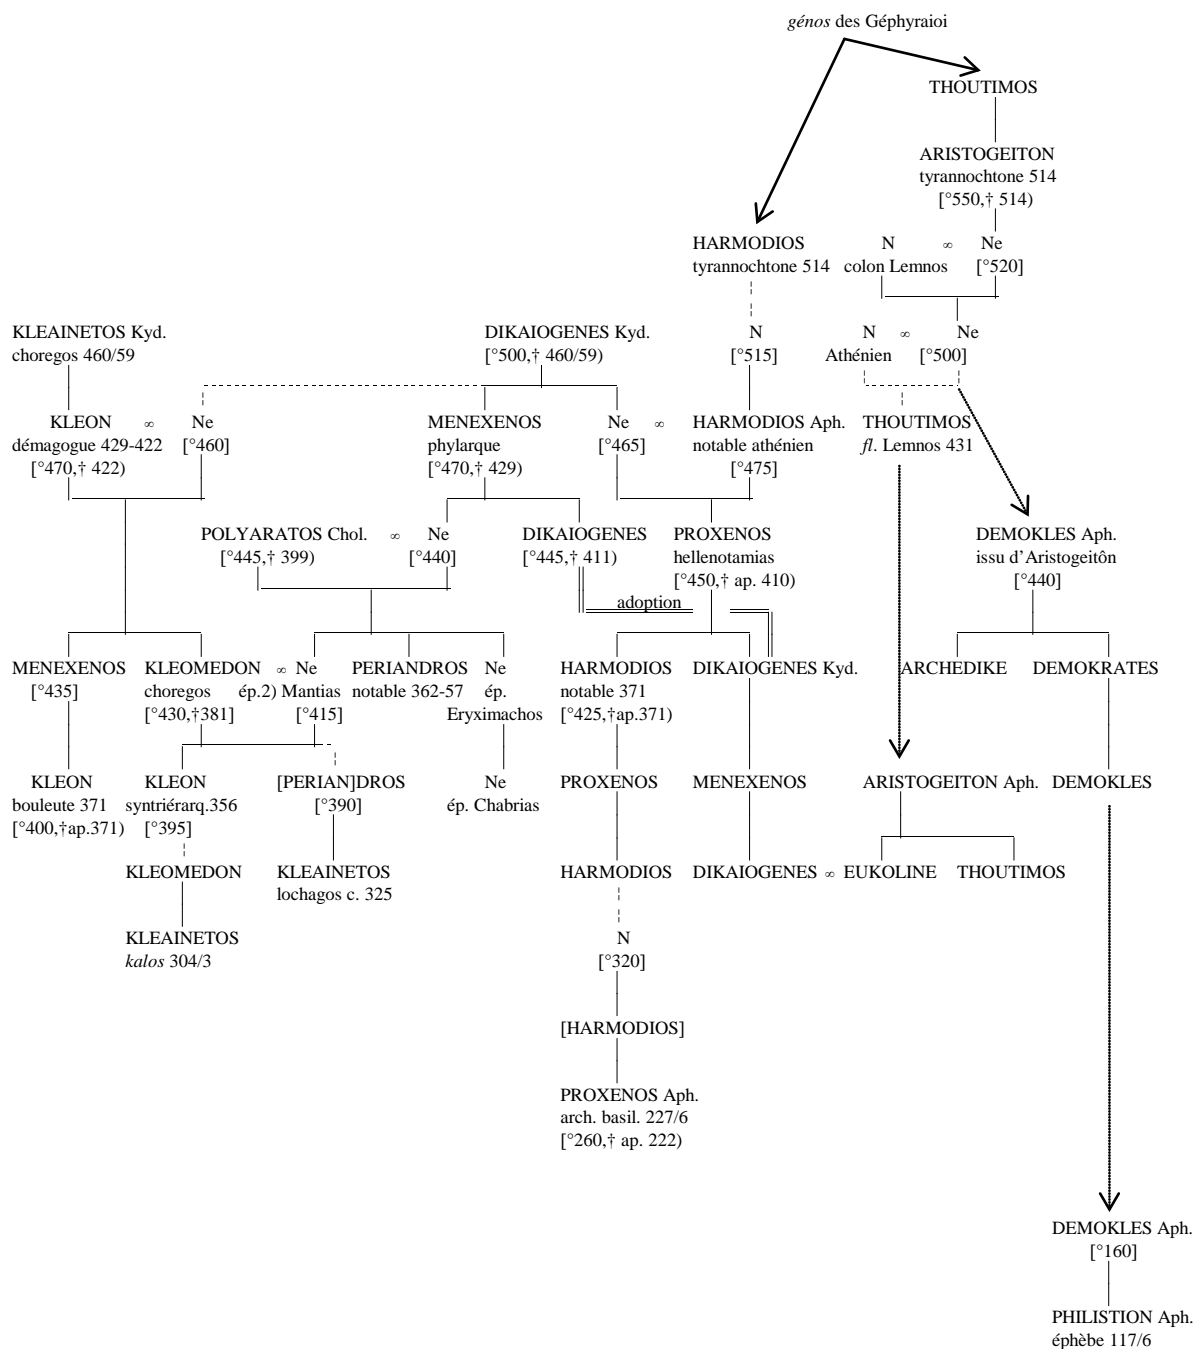 génos des Géphyraioi
THOUTIMOS
ARISTOGEITON
tyrannochtone 514
[°550,† 514)
HARMODIOS N ∞ Ne
tyrannochtone 514 colon Lemnos [°520]
KLEAINETOS Kyd. DIKAIOGENES Kyd. N N ∞ Ne
choregos 460/59 [°500,† 460/59) [°515] Athénien [°500]
KLEON ∞ Ne MENEXENOS Ne ∞ HARMODIOS Aph. THOUTIMOS
démagogue 429-422 [°460] phylarque [°465] notable athénien fl. Lemnos 431
[°470,† 422) [°470,† 429) [°475]
POLYARATOS Chol. ∞ Ne DIKAIOGENES PROXENOS DEMOKLES Aph.
[°445,† 399) [°440] [°445,† 411] hellenotamias issu d'Aristogeitôn
[°450,† ap. 410) [°440]
adoption
MENEXENOS KLEOMEDON ∞ Ne PERIANDROS Ne HARMODIOS DIKAIOGENES Kyd. ARCHEDIKE DEMOKRATES
[°435] choregos ép.2) Mantias notable 362-57 ép. notable 371
[°430,†381] [°415] Eryximachos [°425,†ap.371)
KLEON KLEON [PERIAN]DROS Ne PROXENOS MENEXENOS ARISTOGEITON Aph. DEMOKLES
bouleute 371 syntriérarq.356 [°390] ép. Chabrias
[°400,†ap.371) [°395]
KLEOMEDON KLEAINETOS HARMODIOS DIKAIOGENES ∞ EUKOLINE THOUTIMOS
lochagos c. 325
KLEAINETOS N
kalos 304/3 [°320]
[HARMODIOS]
PROXENOS Aph.
arch. basil. 227/6
[°260,† ap. 222)
DEMOKLES Aph.
[°160]
PHILISTION Aph.
éphèbe 117/6